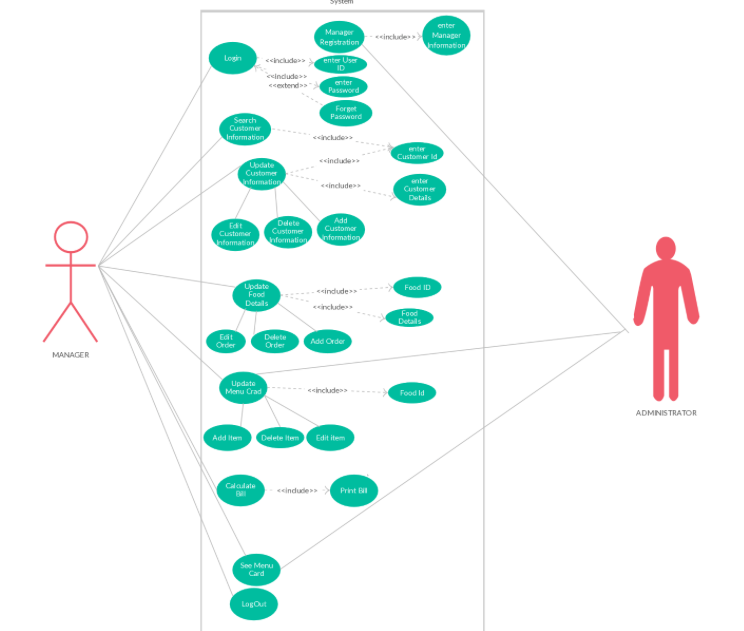 System
Manager
Registration
<<include>>
enter
Manager
Information
Login
<<include>>
enter User
ID
<<include>>
<<extend>>
enter
Password
Forget
Password
Search
Customer
Information
<<include>>
enter
Customer Id
<<include>>
Update
Customer
Information
<<include>>
enter
Customer
Details
Edit
Customer
Information
Delete
Customer
Information
Add
Customer
Information
MANAGER
Update
Food
Details
<<include>>
Food ID
<<include>>
Food
Details
Edit
Order
Delete
Order
Add Order
ADMINISTRATOR
Update
Menu Crad
<<include>>
Food Id
Add Item
Delete Item
Edit item
Calculate
Bill
<<include>>
Print Bill
See Menu
Card
LogOut